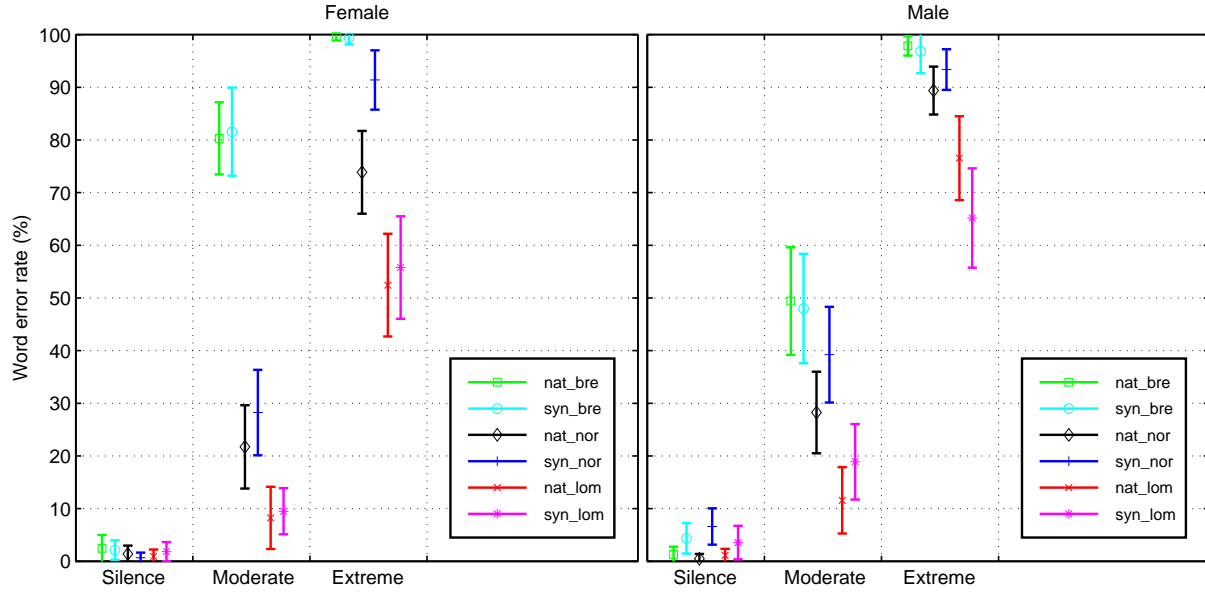 Female
Male
Word error rate (%)
100
90
80
70
60
50
40
30
20
10
0
Silence
Moderate
Extreme
nat_bre
syn_bre
nat_nor
syn_nor
nat_lom
syn_lom
Silence
Moderate
Extreme
nat_bre
syn_bre
nat_nor
syn_nor
nat_lom
syn_lom